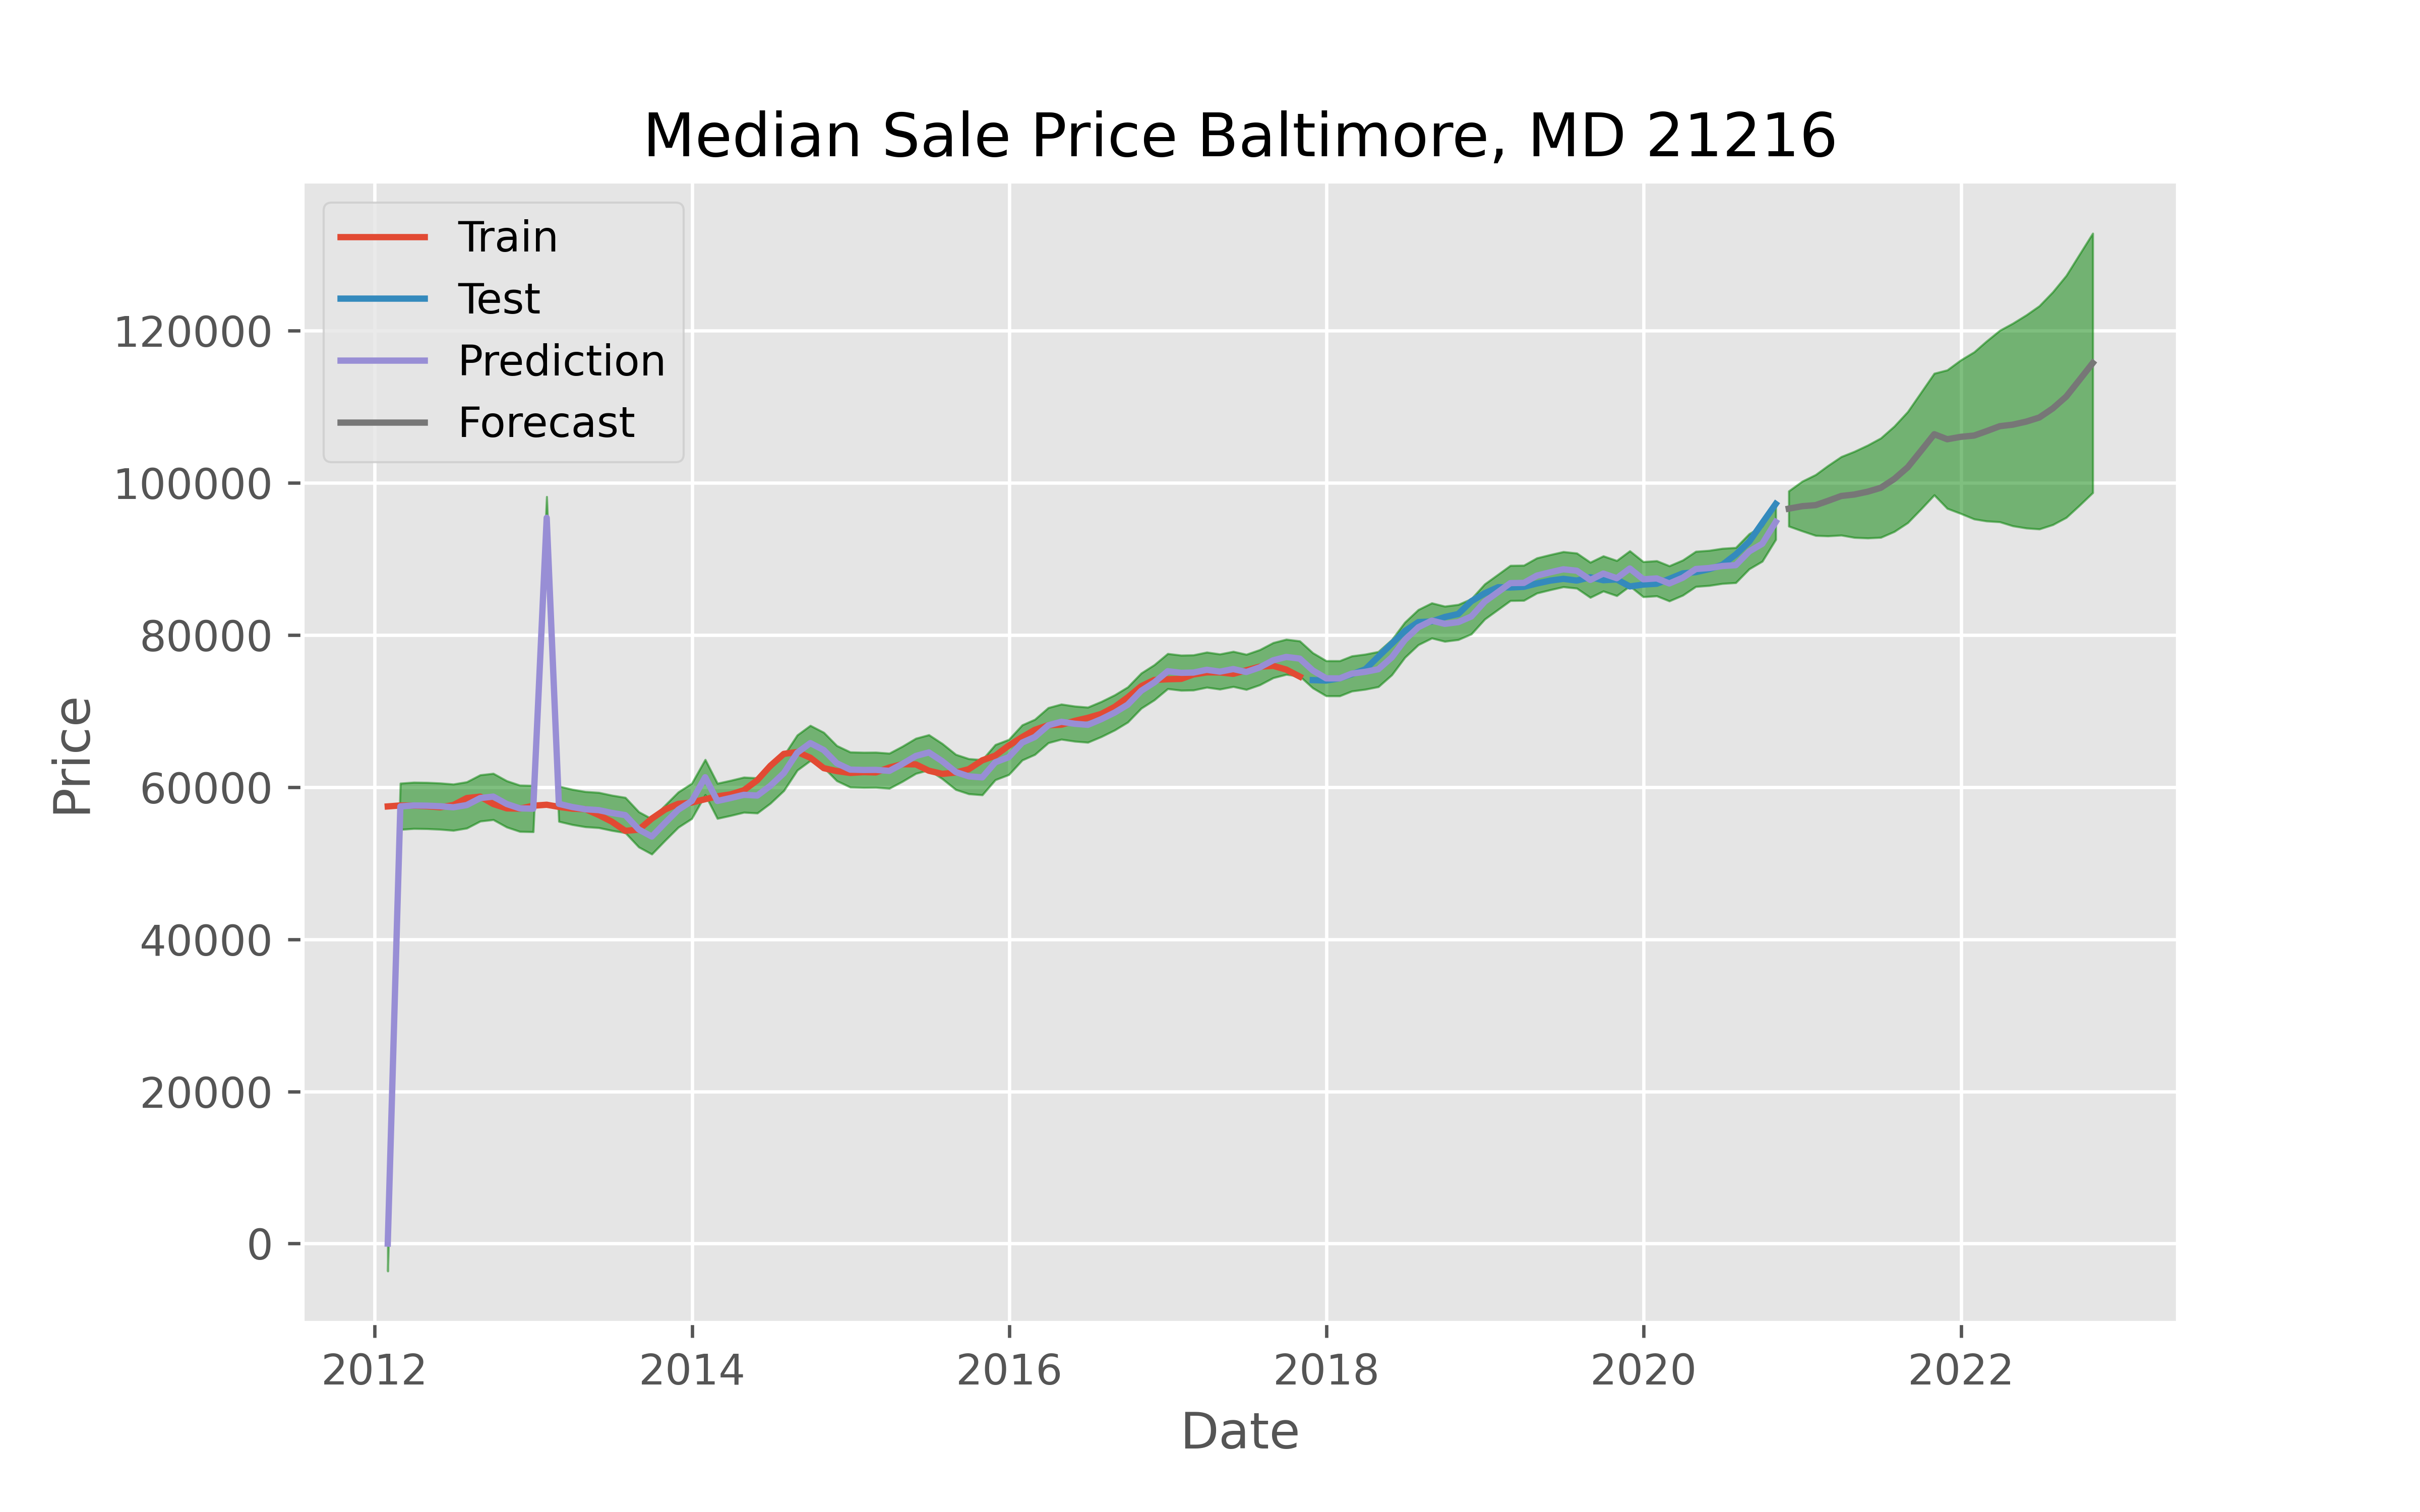 Median Sale Price Baltimore, MD 21216
Train
Test
Prediction
Forecast
120000
100000
80000
60000
40000
20000
0
Price
2012 2014 2016 2018 2020 2022
Date